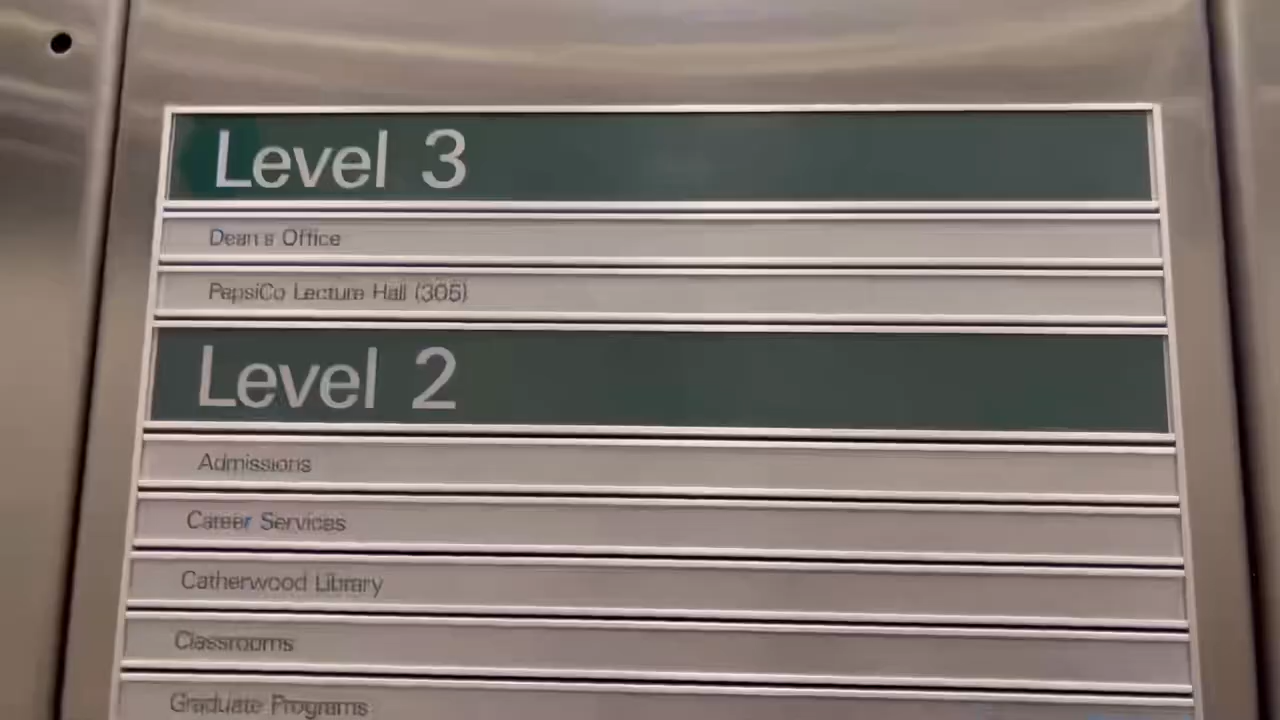 Level 3
Dean's Office
PepsiCo Lecture Hall (305)
Level 2
Admissions
Career Services
Catherwood Library
Classrooms
Graduate Programs